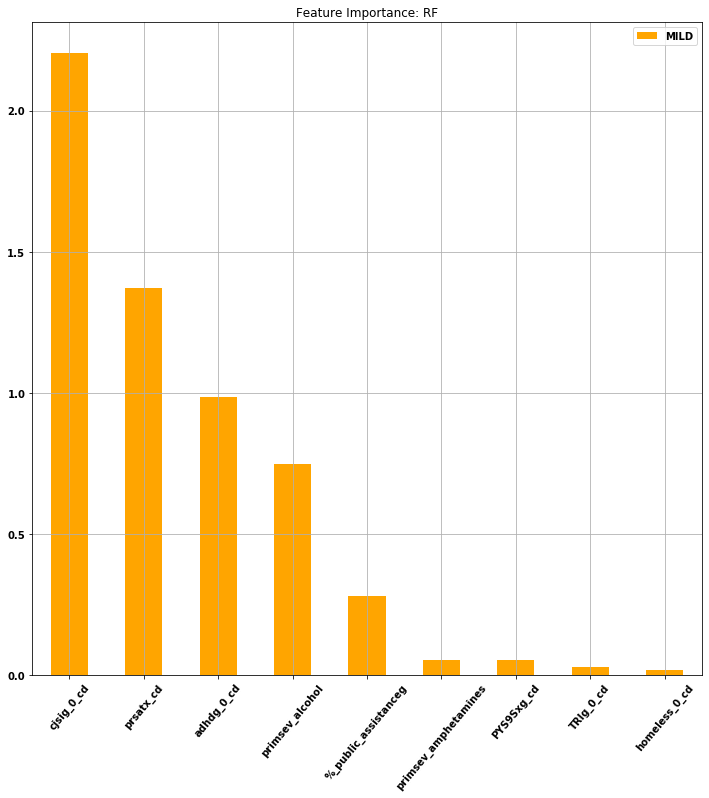 Feature Importance: RF
MILD
2.0
1.5
1.0
0.5
0.0
cjsig_0_cd
prsatx_cd
adhdg_0_cd
primsev_alcohol
%_public_assistanceg
primsev_amphetamines
PYS9Sxg_cd
TRIg_0_cd
homeless_0_cd